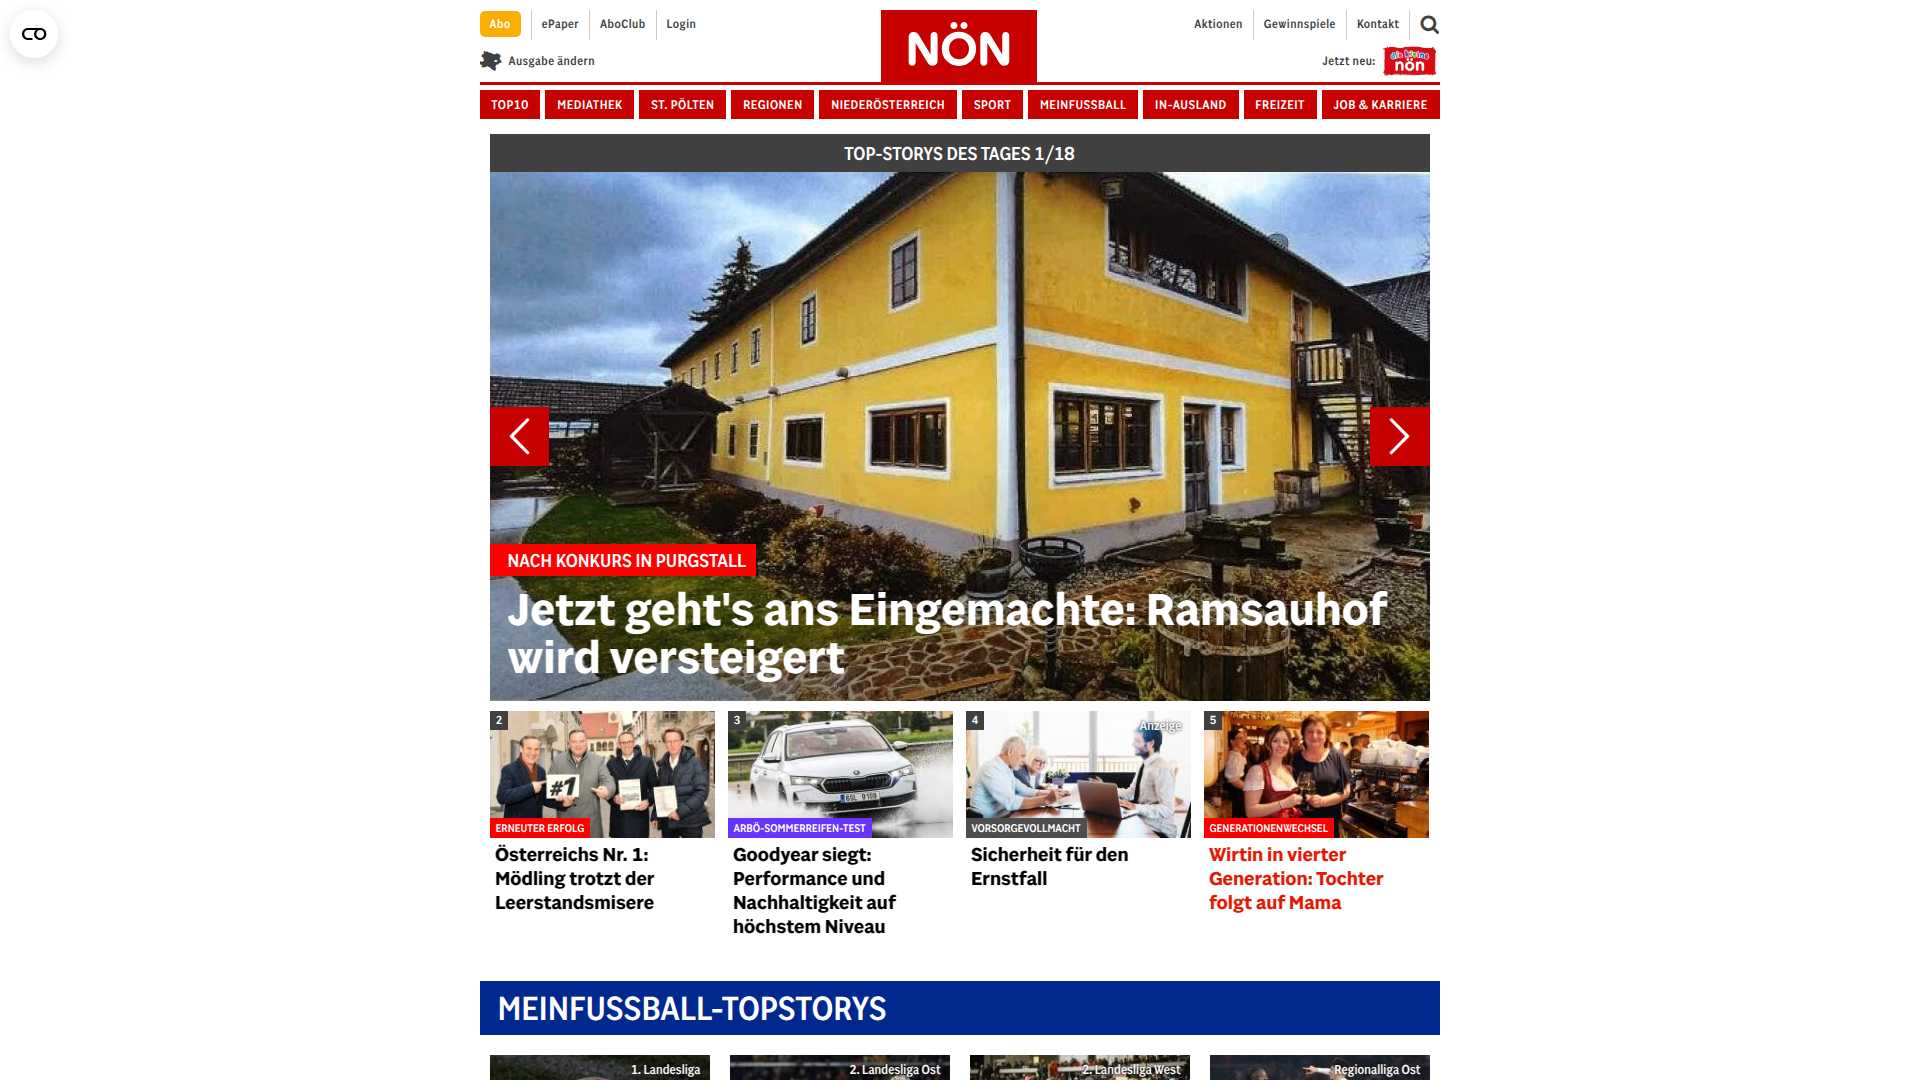 Abo
ePaper
AboClub
Login
NÖN
Aktionen
Gewinnspiele
Kontakt
Ausgabe ändern
Jetzt neu:
die kleine
nön
TOP10
MEDIATHEK
ST. PÖLTEN
REGIONEN
NIEDERÖSTERREICH
SPORT
MEINFUSSBALL
IN-AUSLAND
FREIZEIT
JOB & KARRIERE
TOP-STORYS DES TAGES 1/18
NACH KONKURS IN PURGSTALL
Jetzt geht's ans Eingemachte: Ramsauhof
wird versteigert
2
#1
ERNEUTER ERFOLG
Österreichs Nr. 1:
Mödling trotzt der
Leerstandsmisere
3
ARBÖ-SOMMERREIFEN-TEST
Goodyear siegt:
Performance und
Nachhaltigkeit auf
höchstem Niveau
4
Anzeige
VORSORGEVOLLMACHT
Sicherheit für den
Ernstfall
5
GENERATIONENWECHSEL
Wirtin in vierter
Generation: Tochter
folgt auf Mama
MEINFUSSBALL-TOPSTORYS
1. Landesliga
2. Landesliga Ost
2. Landesliga West
Regionalliga Ost